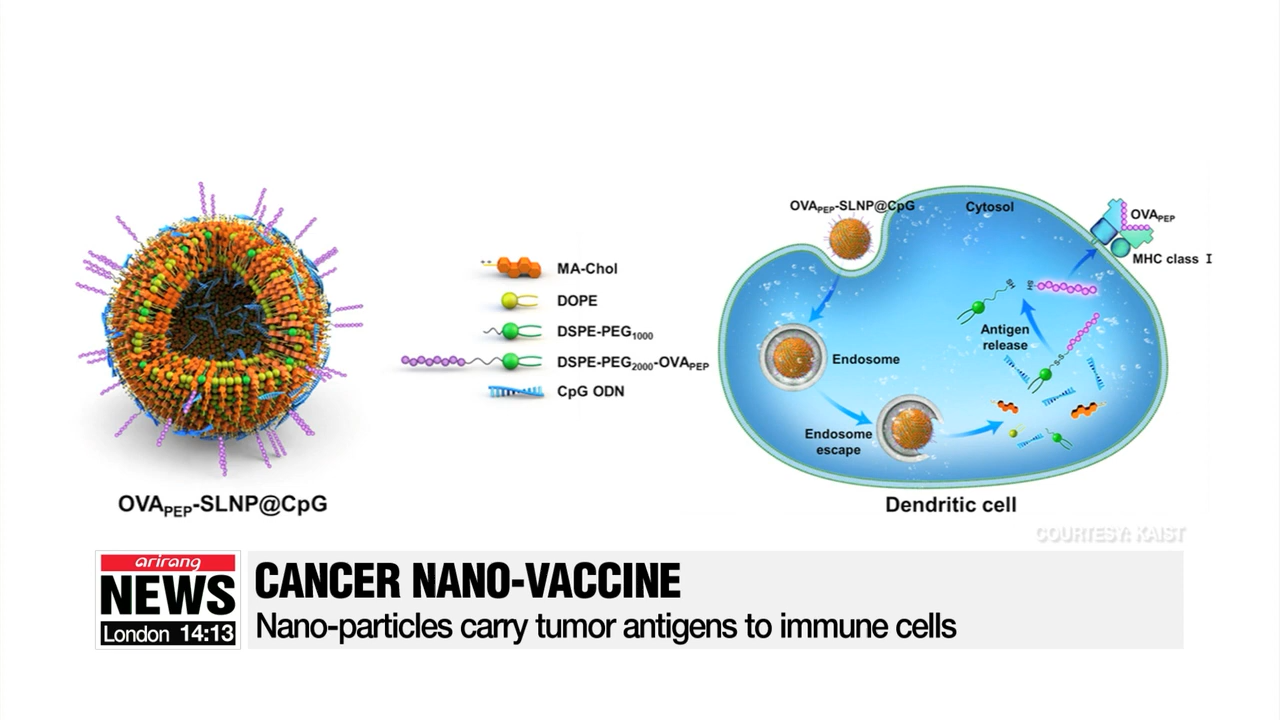 OVAPEP-SLNP@CpG
MA-Chol
DOPE
DSPE-PEG1000
DSPE-PEG2000-OVAPEP
CpG ODN
OVAPEP-SLNP@CpG
Cytosol
OVAPEP
MHC class I
SH
SH
Antigen
release
S-S
Endosome
Endosome
escape
Dendritic cell
COURTESY: KAIST
arirang
NEWS
London 14:13
CANCER NANO-VACCINE
Nano-particles carry tumor antigens to immune cells